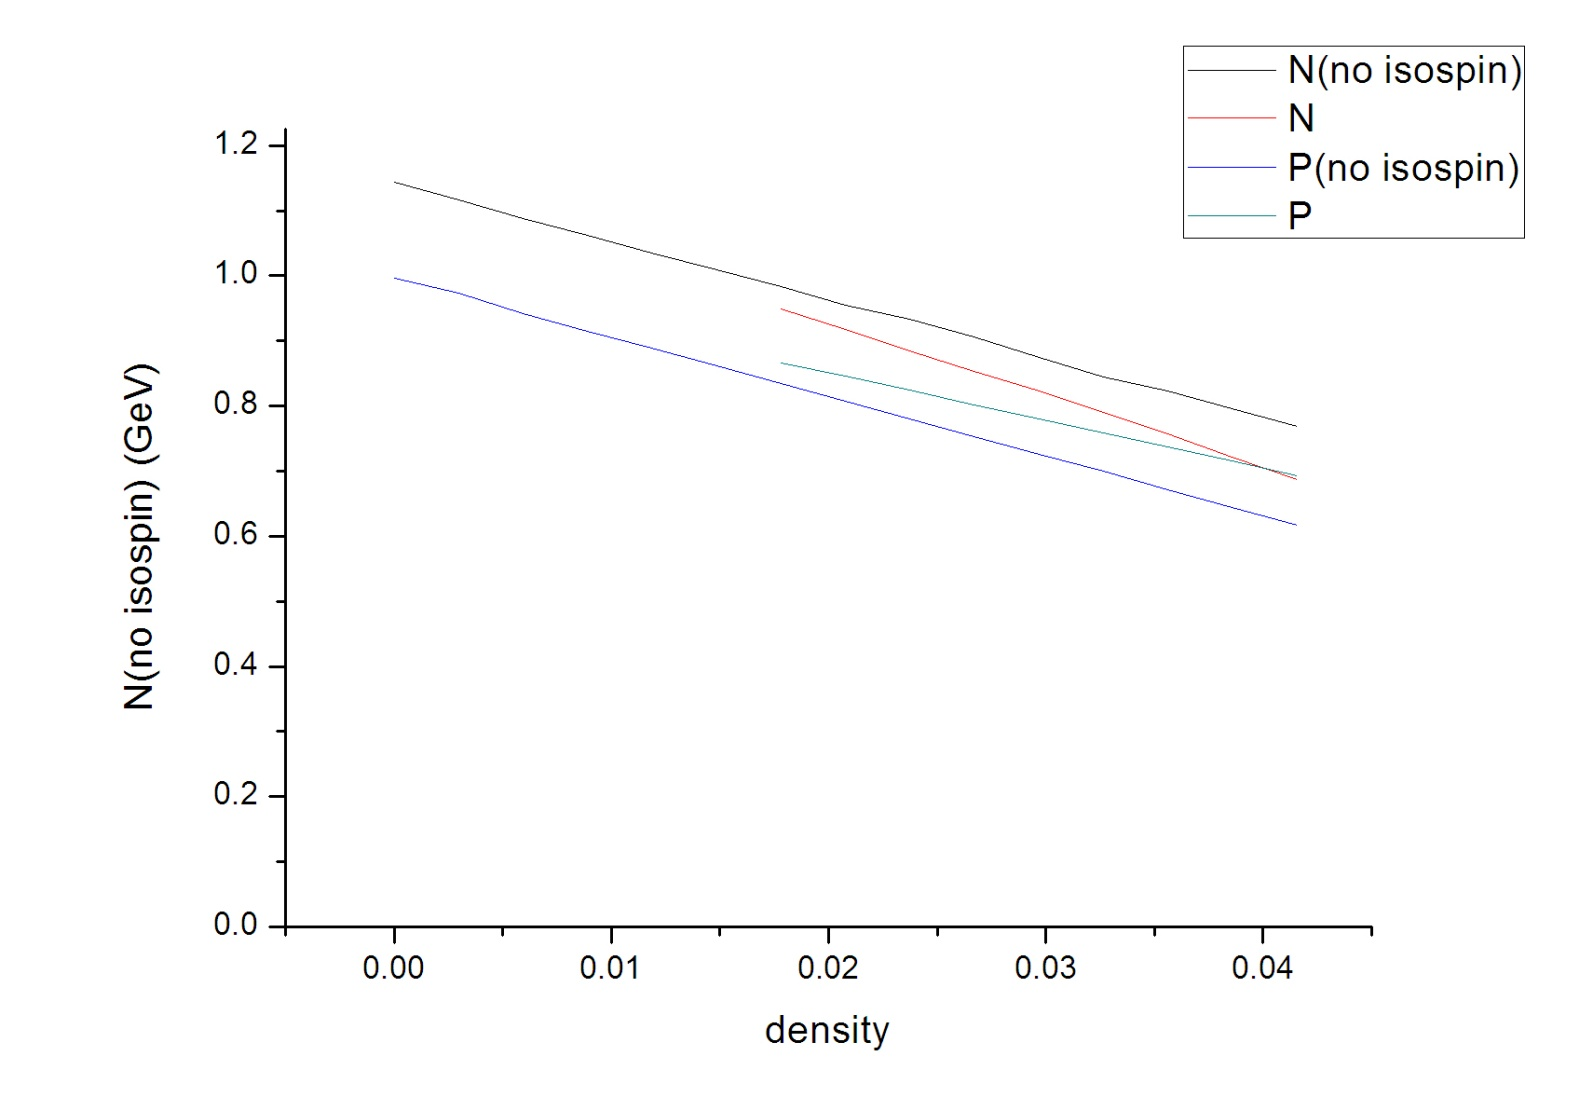 N(no isospin)
N
P(no isospin)
P
1.2
1.0
0.8
0.6
0.4
0.2
0.0
N(no isospin) (GeV)
0.00 0.01 0.02 0.03 0.04
density